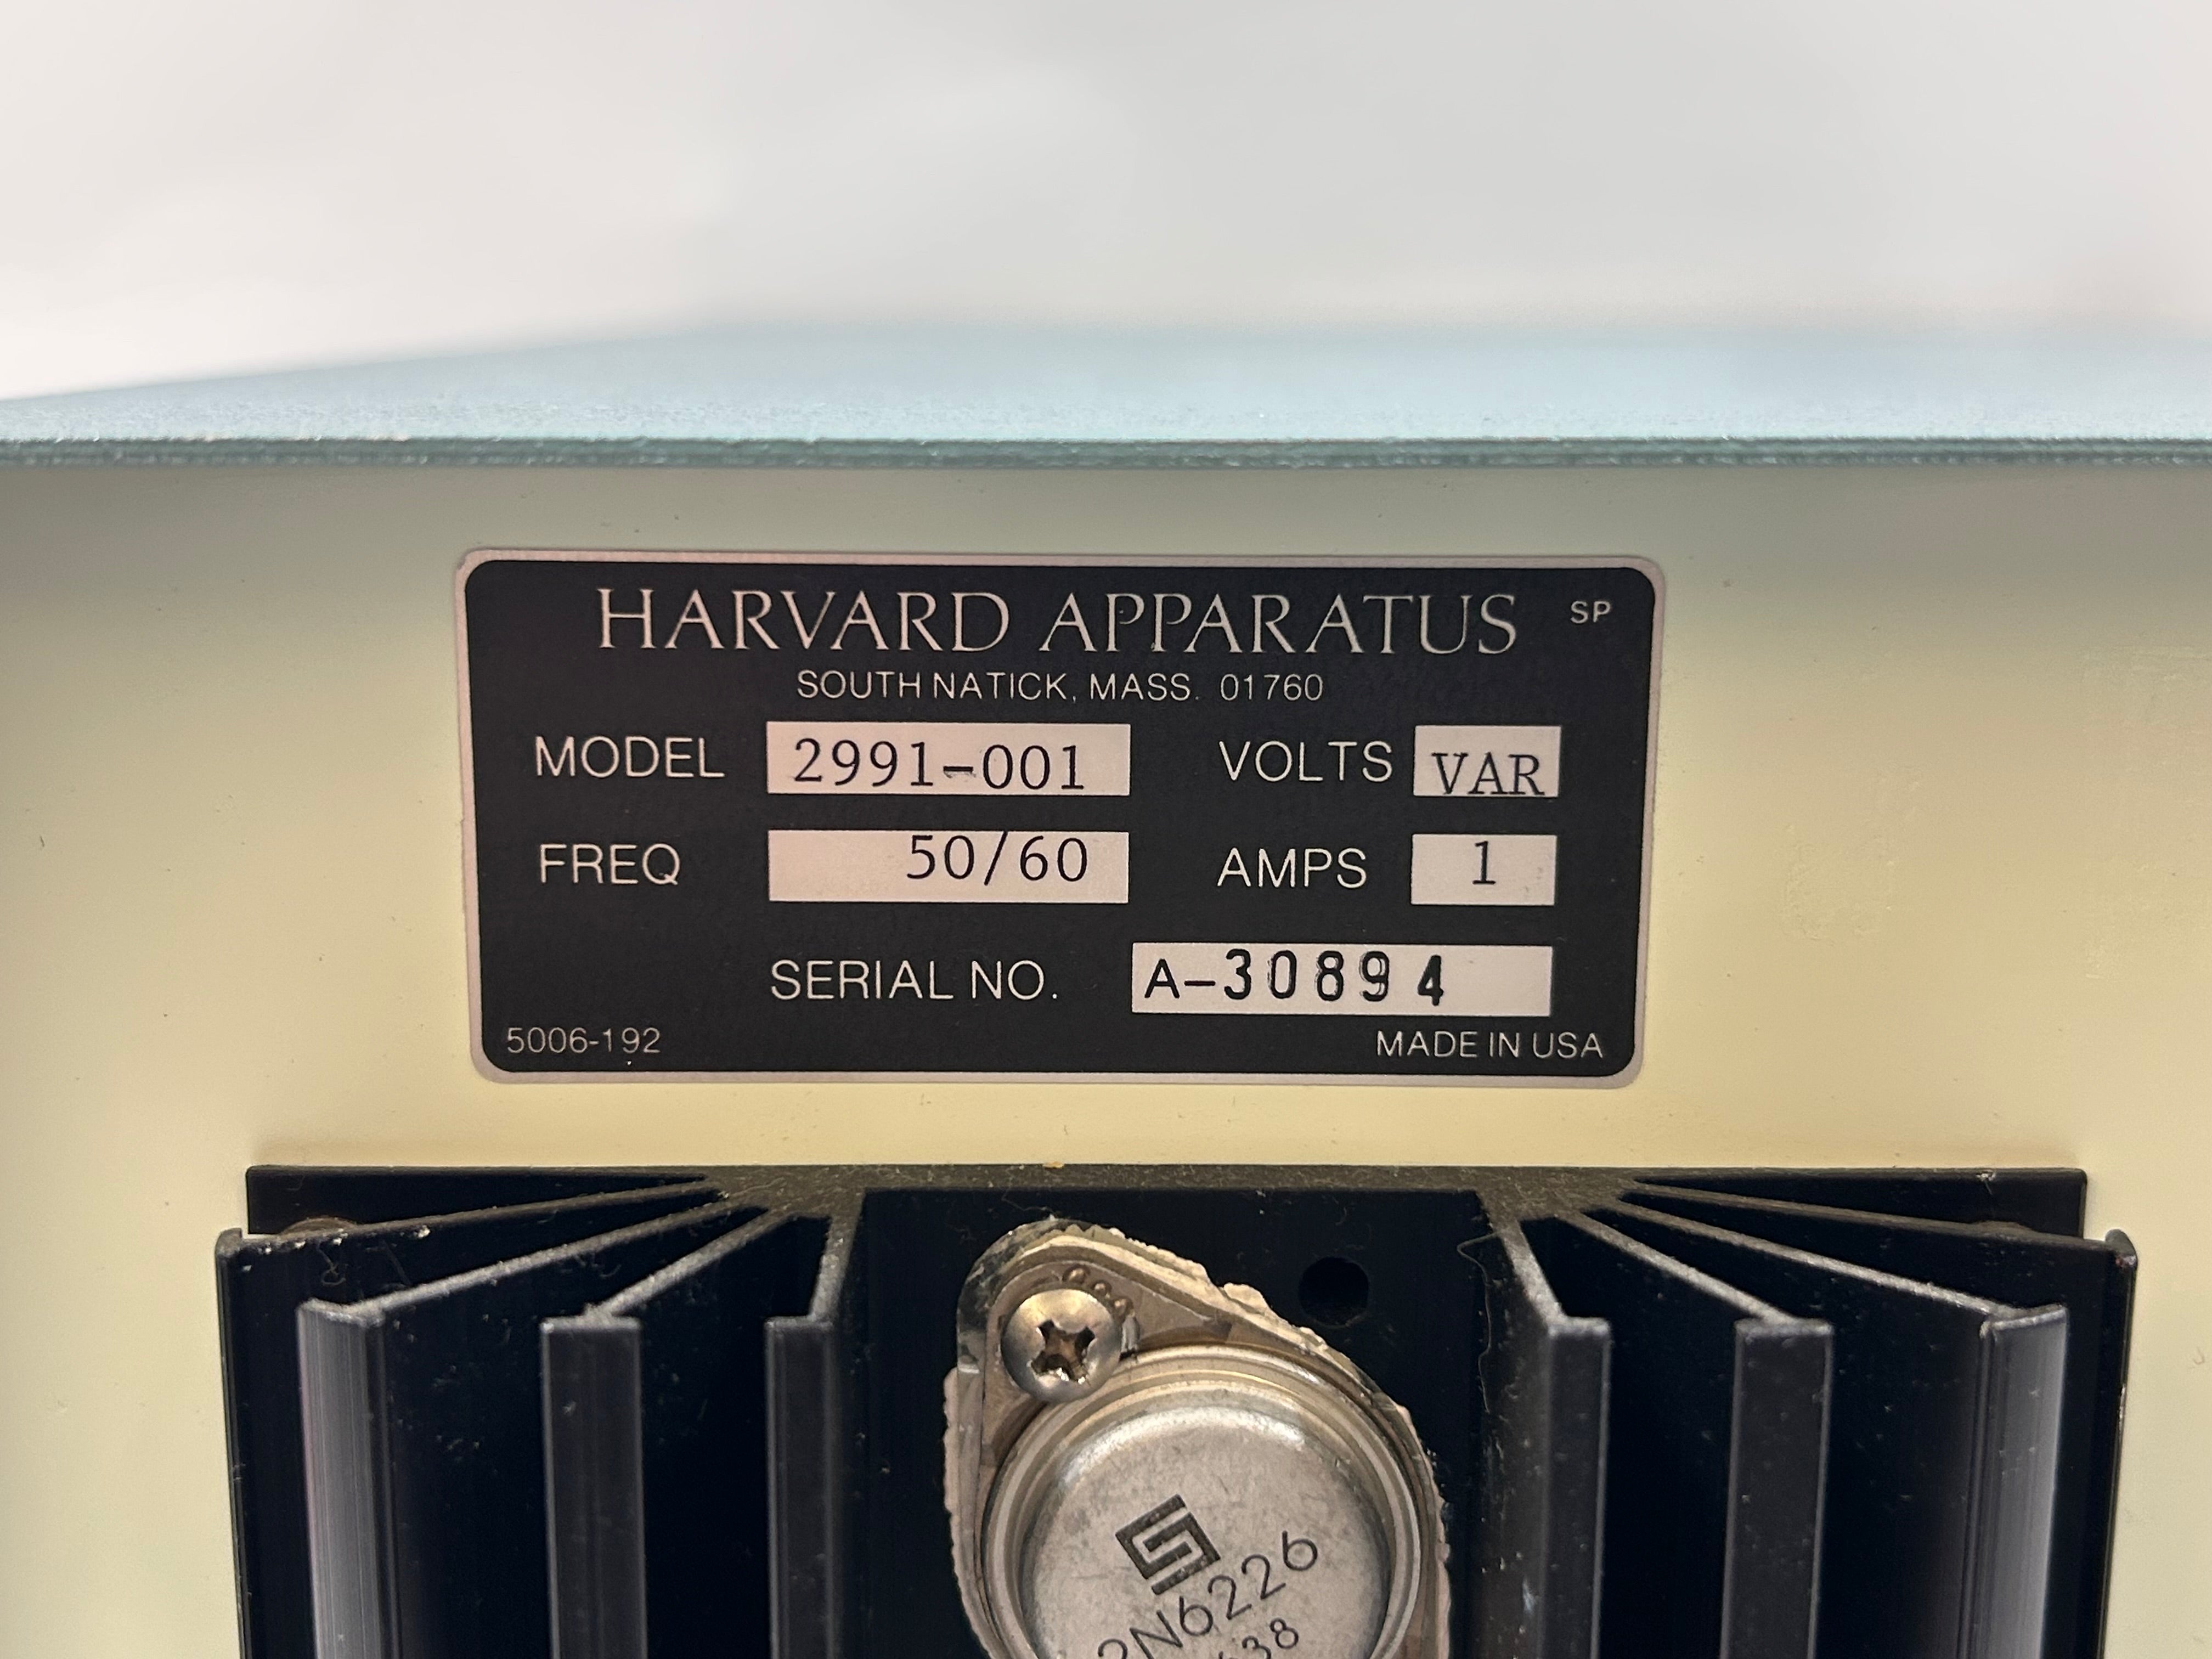 HARVARD APPARATUS SP
SOUTH NATICK, MASS. 01760
MODEL 2991-001 VOLTS VAR
FREQ 50/60 AMPS 1
SERIAL NO. A-30894
5006-192 MADE IN USA
2N6226